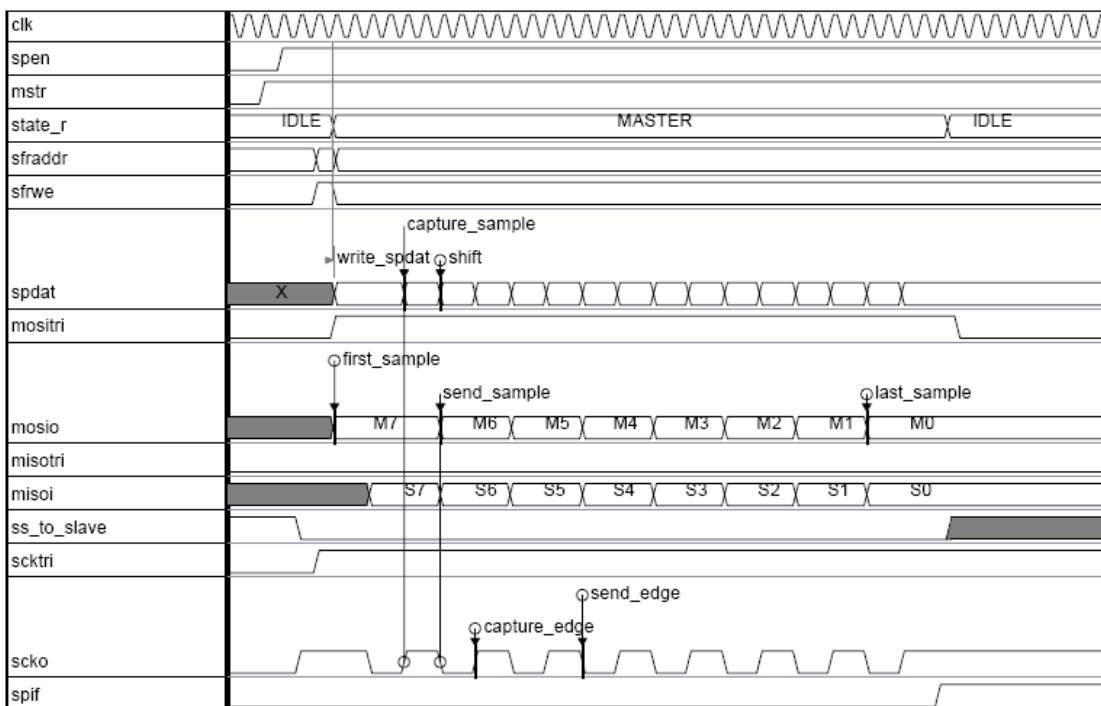 clk
spen
mstr
state_r IDLE MASTER IDLE
sfraddr
sfrwe
capture_sample
write_spdat shift
spdat X
mositri
first_sample
send_sample last_sample
mosio M7 M6 M5 M4 M3 M2 M1 M0
misotri
misoi S7 S6 S5 S4 S3 S2 S1 S0
ss_to_slave
scktri
send_edge
capture_edge
scko
spif